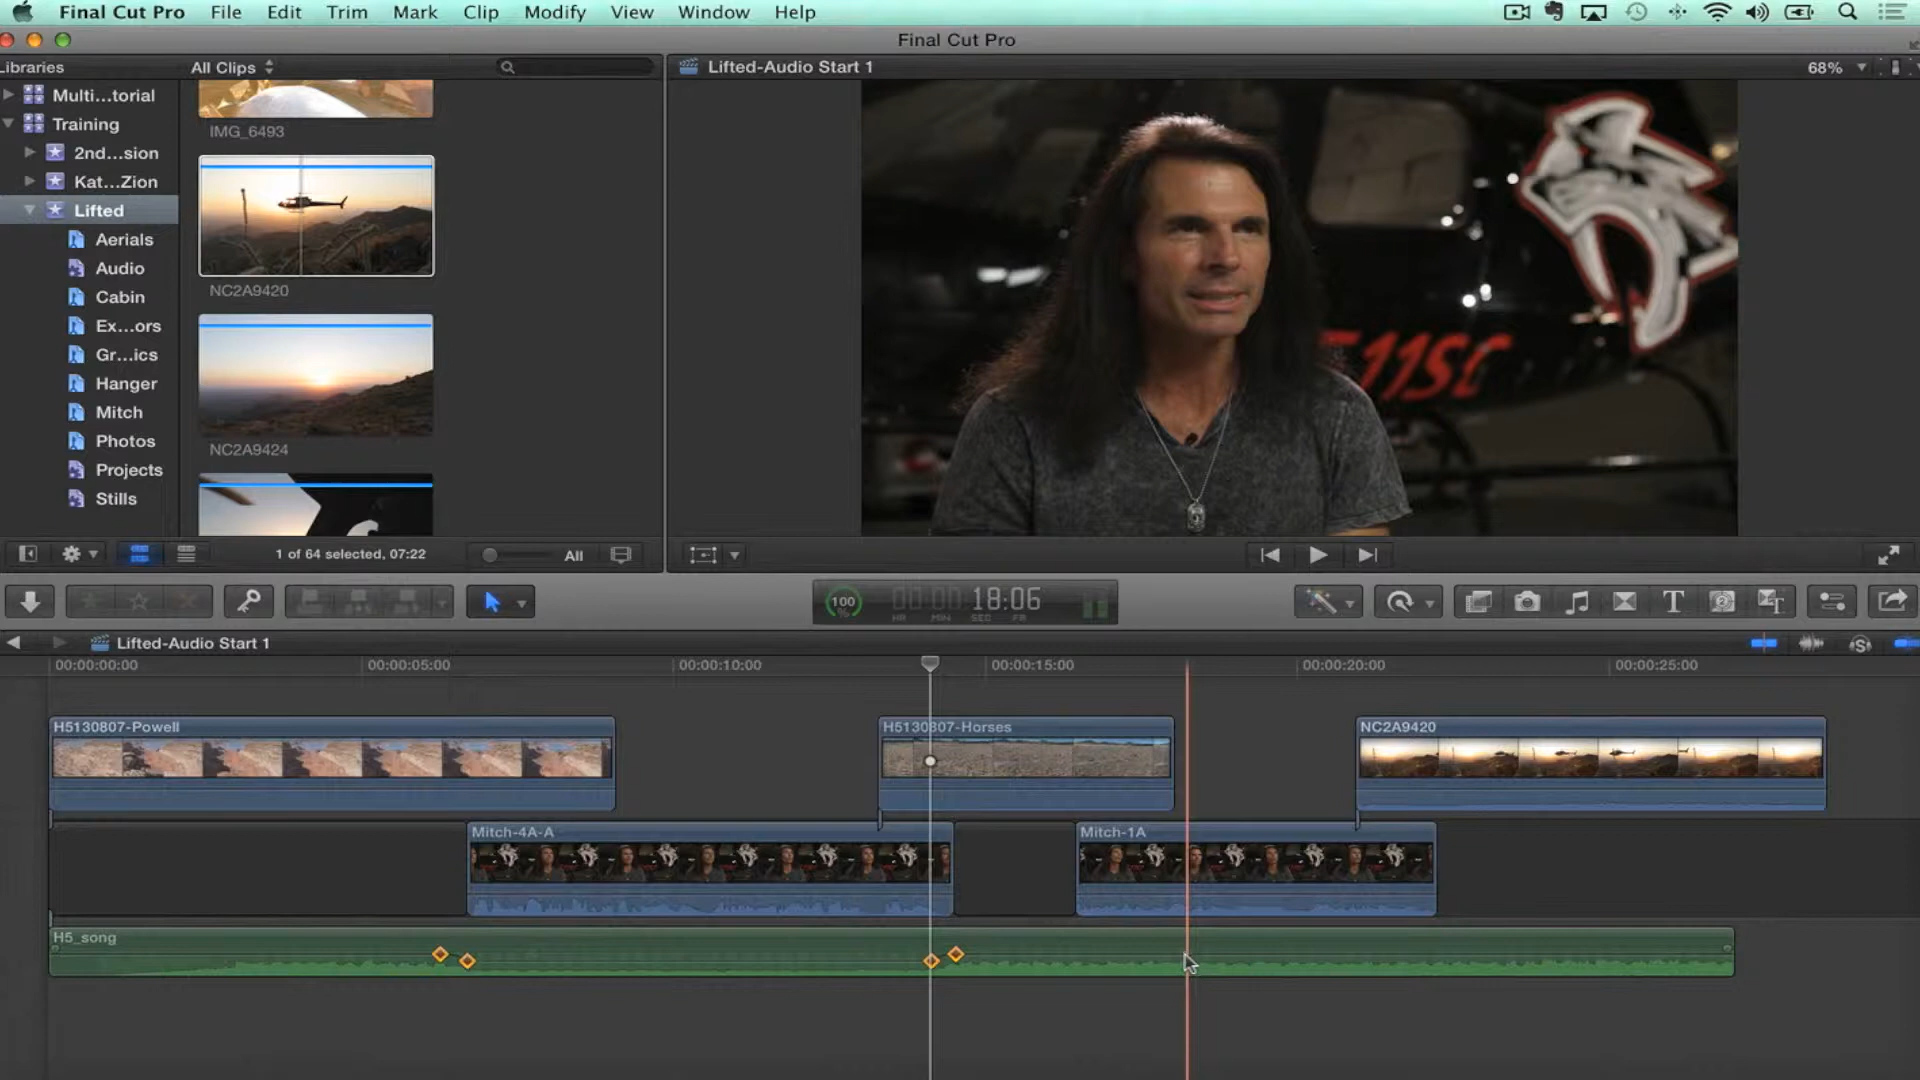 Final Cut Pro File Edit Trim Mark Clip Modify View Window Help
Final Cut Pro
Libraries
All Clips
Lifted-Audio Start 1
68%
Multi...torial
Training
2nd...sion
Kat...Zion
Lifted
Aerials
Audio
Cabin
Ex...ors
Gr...ics
Hanger
Mitch
Photos
Projects
Stills
IMG_6493
NC2A9420
NC2A9424
11SC
1 of 64 selected, 07:22
All
100
00:00:18:06
HR MIN SEC FR
T
Lifted-Audio Start 1
00:00:00:00
00:00:05:00
00:00:10:00
00:00:15:00
00:00:20:00
00:00:25:00
H5130807-Powell
H5130807-Horses
NC2A9420
Mitch-4A-A
Mitch-1A
H5_song